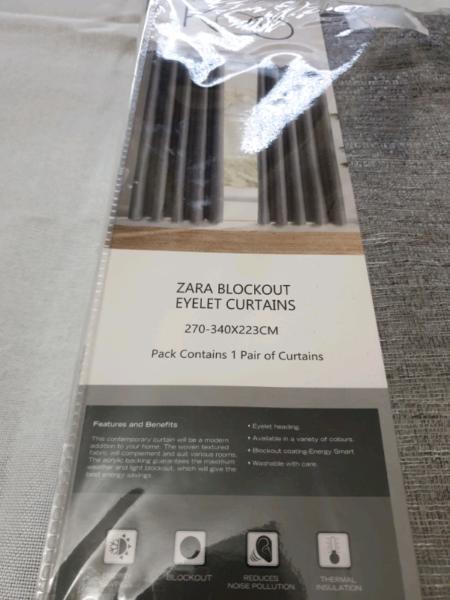 ZARA BLOCKOUT
EYELET CURTAINS
270-340X223CM
Pack Contains 1 Pair of Curtains
Features and Benefits
This contemporary curtain will be a modern
addition to your home. The woven textured
fabric will complement and suit various rooms.
The acrylic backing guarantees the maximum
weather and light blockout, which will give the
best energy savings.
• Eyelet heading.
• Available in a variety of colours.
• Blockout coating-Energy Smart
• Washable with care.
BLOCKOUT
REDUCES
NOISE POLLUTION
THERMAL
INSULATION